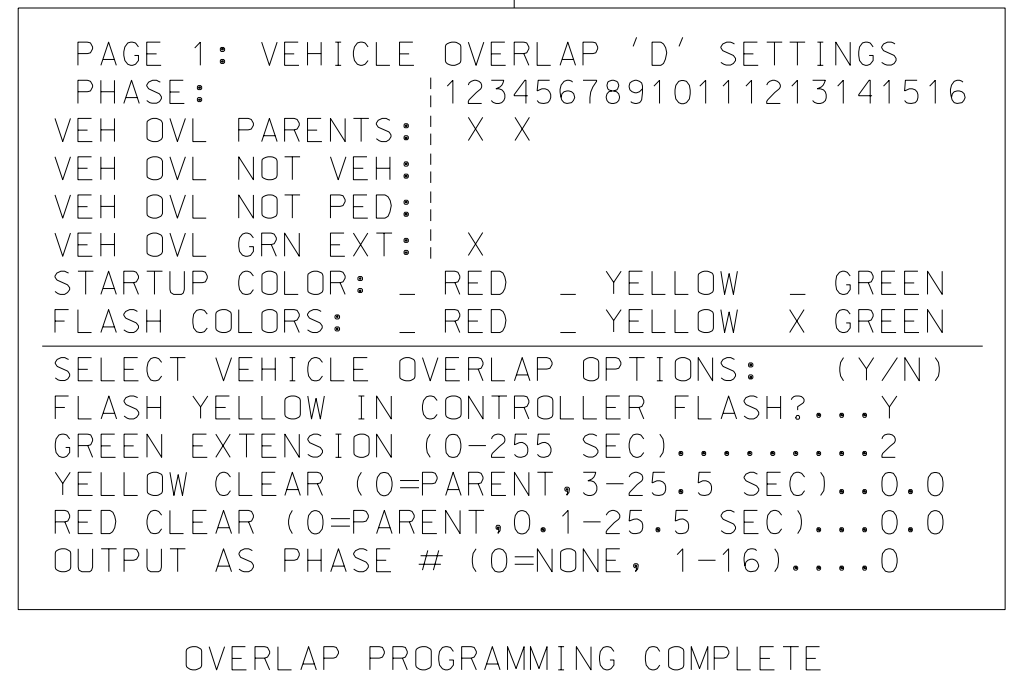 PAGE 1: VEHICLE OVERLAP 'D' SETTINGS
PHASE: |12345678910111213141516
VEH OVL PARENTS:| X X
VEH OVL NOT VEH:|
VEH OVL NOT PED:|
VEH OVL GRN EXT:| X
STARTUP COLOR: _ RED _ YELLOW _ GREEN
FLASH COLORS: _ RED _ YELLOW X GREEN
SELECT VEHICLE OVERLAP OPTIONS: (Y/N)
FLASH YELLOW IN CONTROLLER FLASH?...Y
GREEN EXTENSION (0-255 SEC).........2
YELLOW CLEAR (0=PARENT,3-25.5 SEC)..0.0
RED CLEAR (0=PARENT,0.1-25.5 SEC)...0.0
OUTPUT AS PHASE # (0=NONE, 1-16)....0
OVERLAP PROGRAMMING COMPLETE